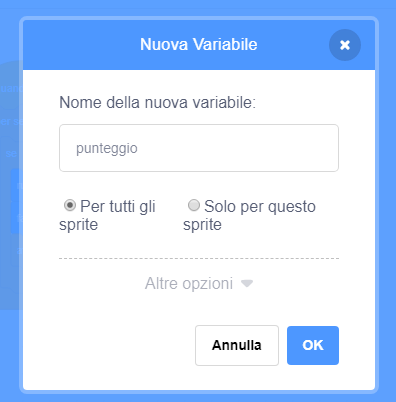 Nuova Variabile
Nome della nuova variabile:
punteggio
Per tutti gli sprite
Solo per questo sprite
Altre opzioni
Annulla
OK